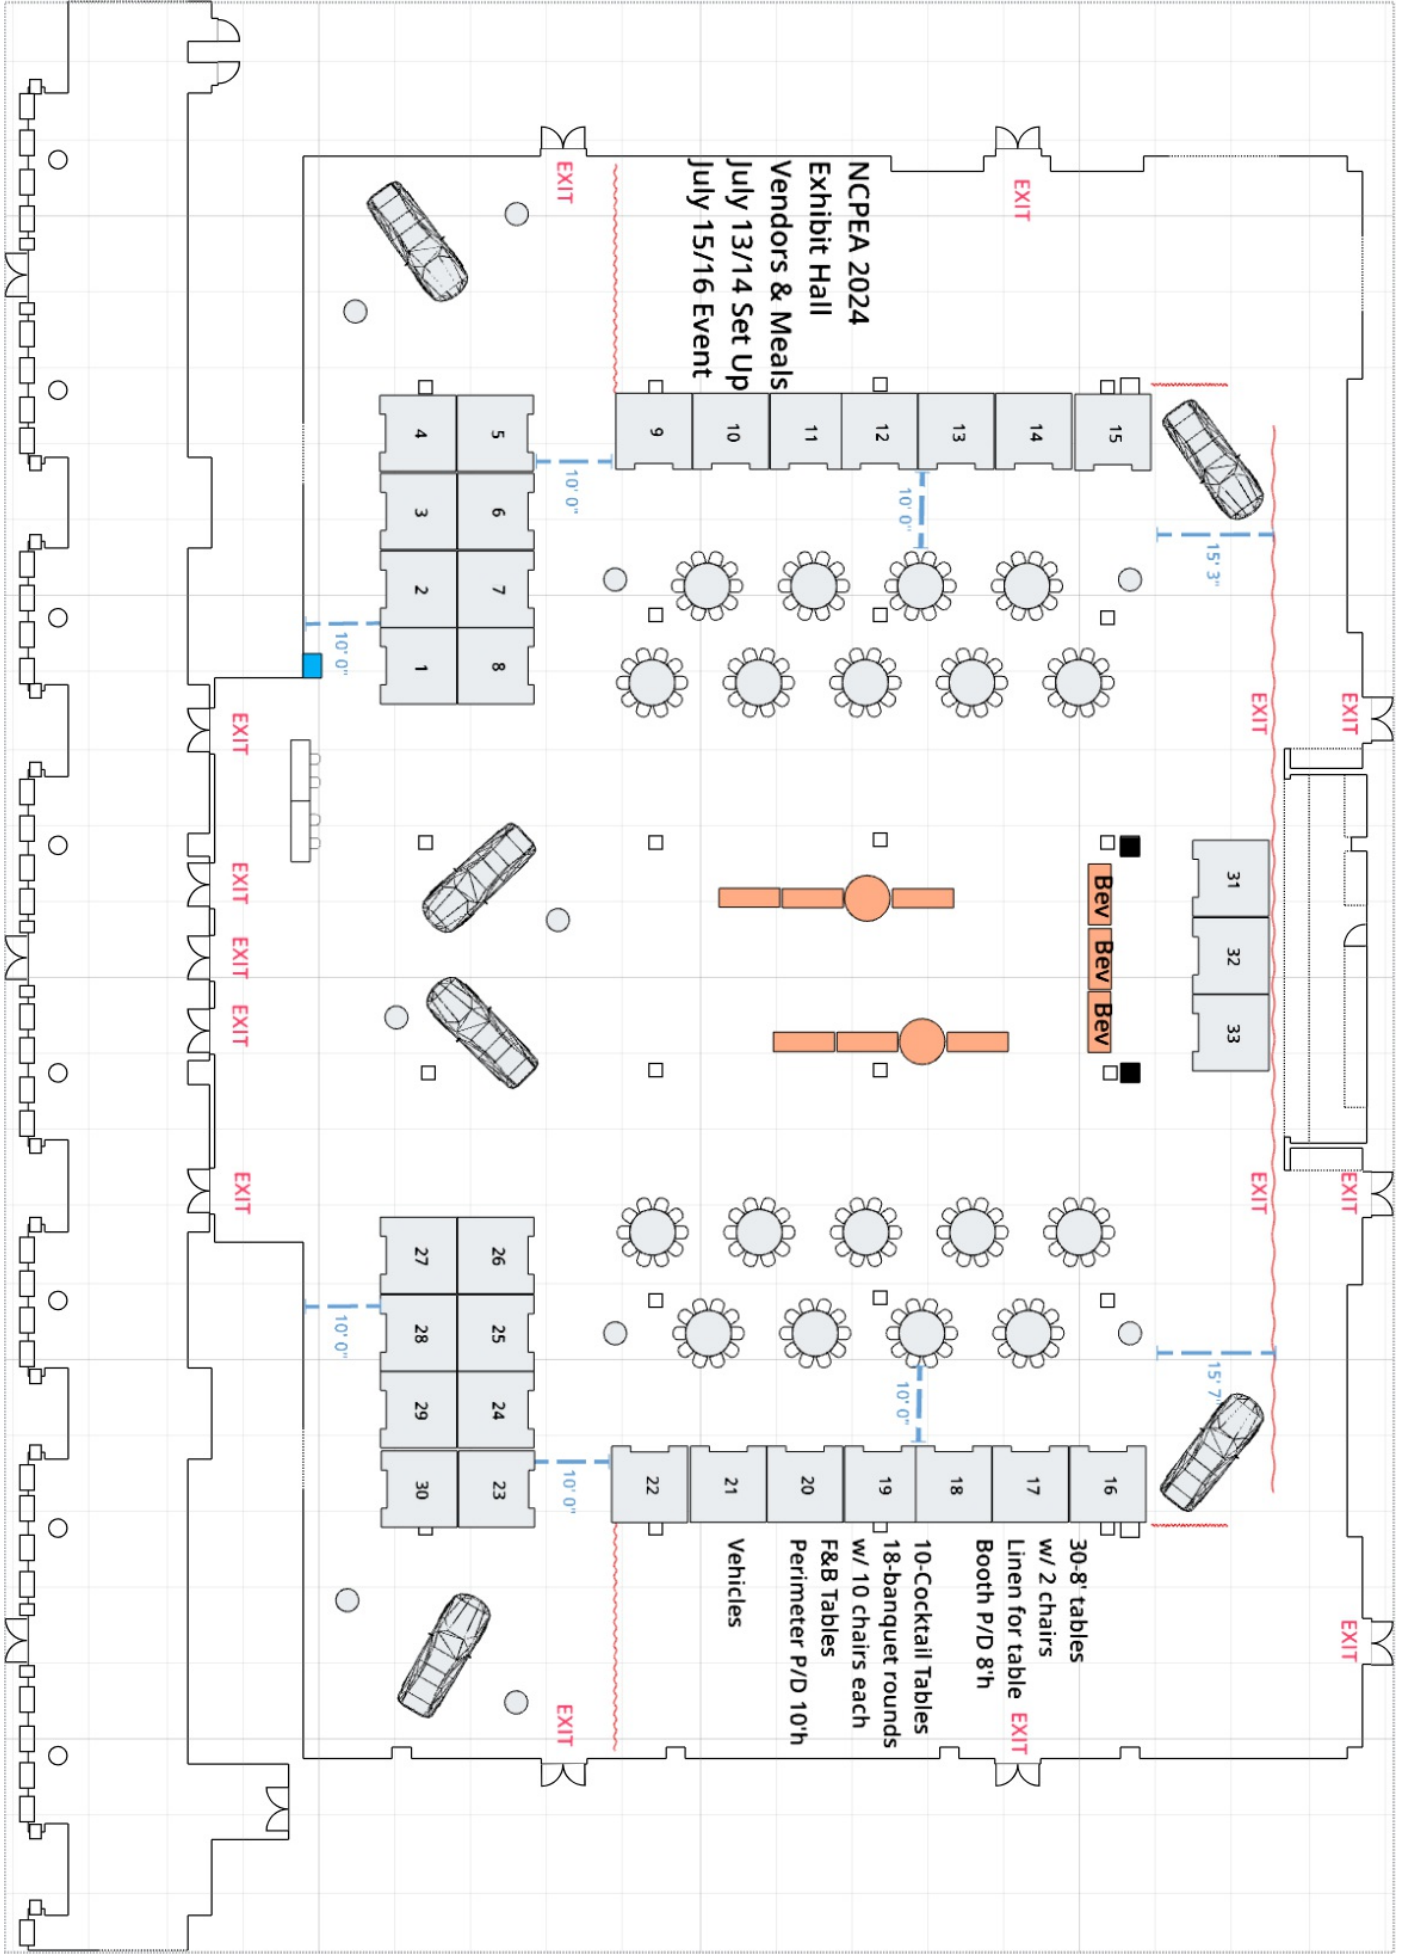 NCPEA 2024
Exhibit Hall
Vendors & Meals
July 13/14 Set Up
July 15/16 Event
30-8' tables
w/ 2 chairs
Linen for table
Booth P/D 8'h
10-Cocktail Tables
18-banquet rounds
w/ 10 chairs each
F&B Tables
Perimeter P/D 10'h
Vehicles
EXIT
EXIT
EXIT
EXIT
EXIT
EXIT
EXIT
EXIT
EXIT
EXIT
EXIT
EXIT
EXIT
EXIT
4
3
2
1
5
6
7
8
9
10
11
12
13
14
15
31
32
33
Bev
Bev
Bev
27
28
29
30
26
25
24
23
22
21
20
19
18
17
16
10' 0"
10' 0"
10' 0"
15' 3"
10' 0"
10' 0"
10' 0"
15' 7"